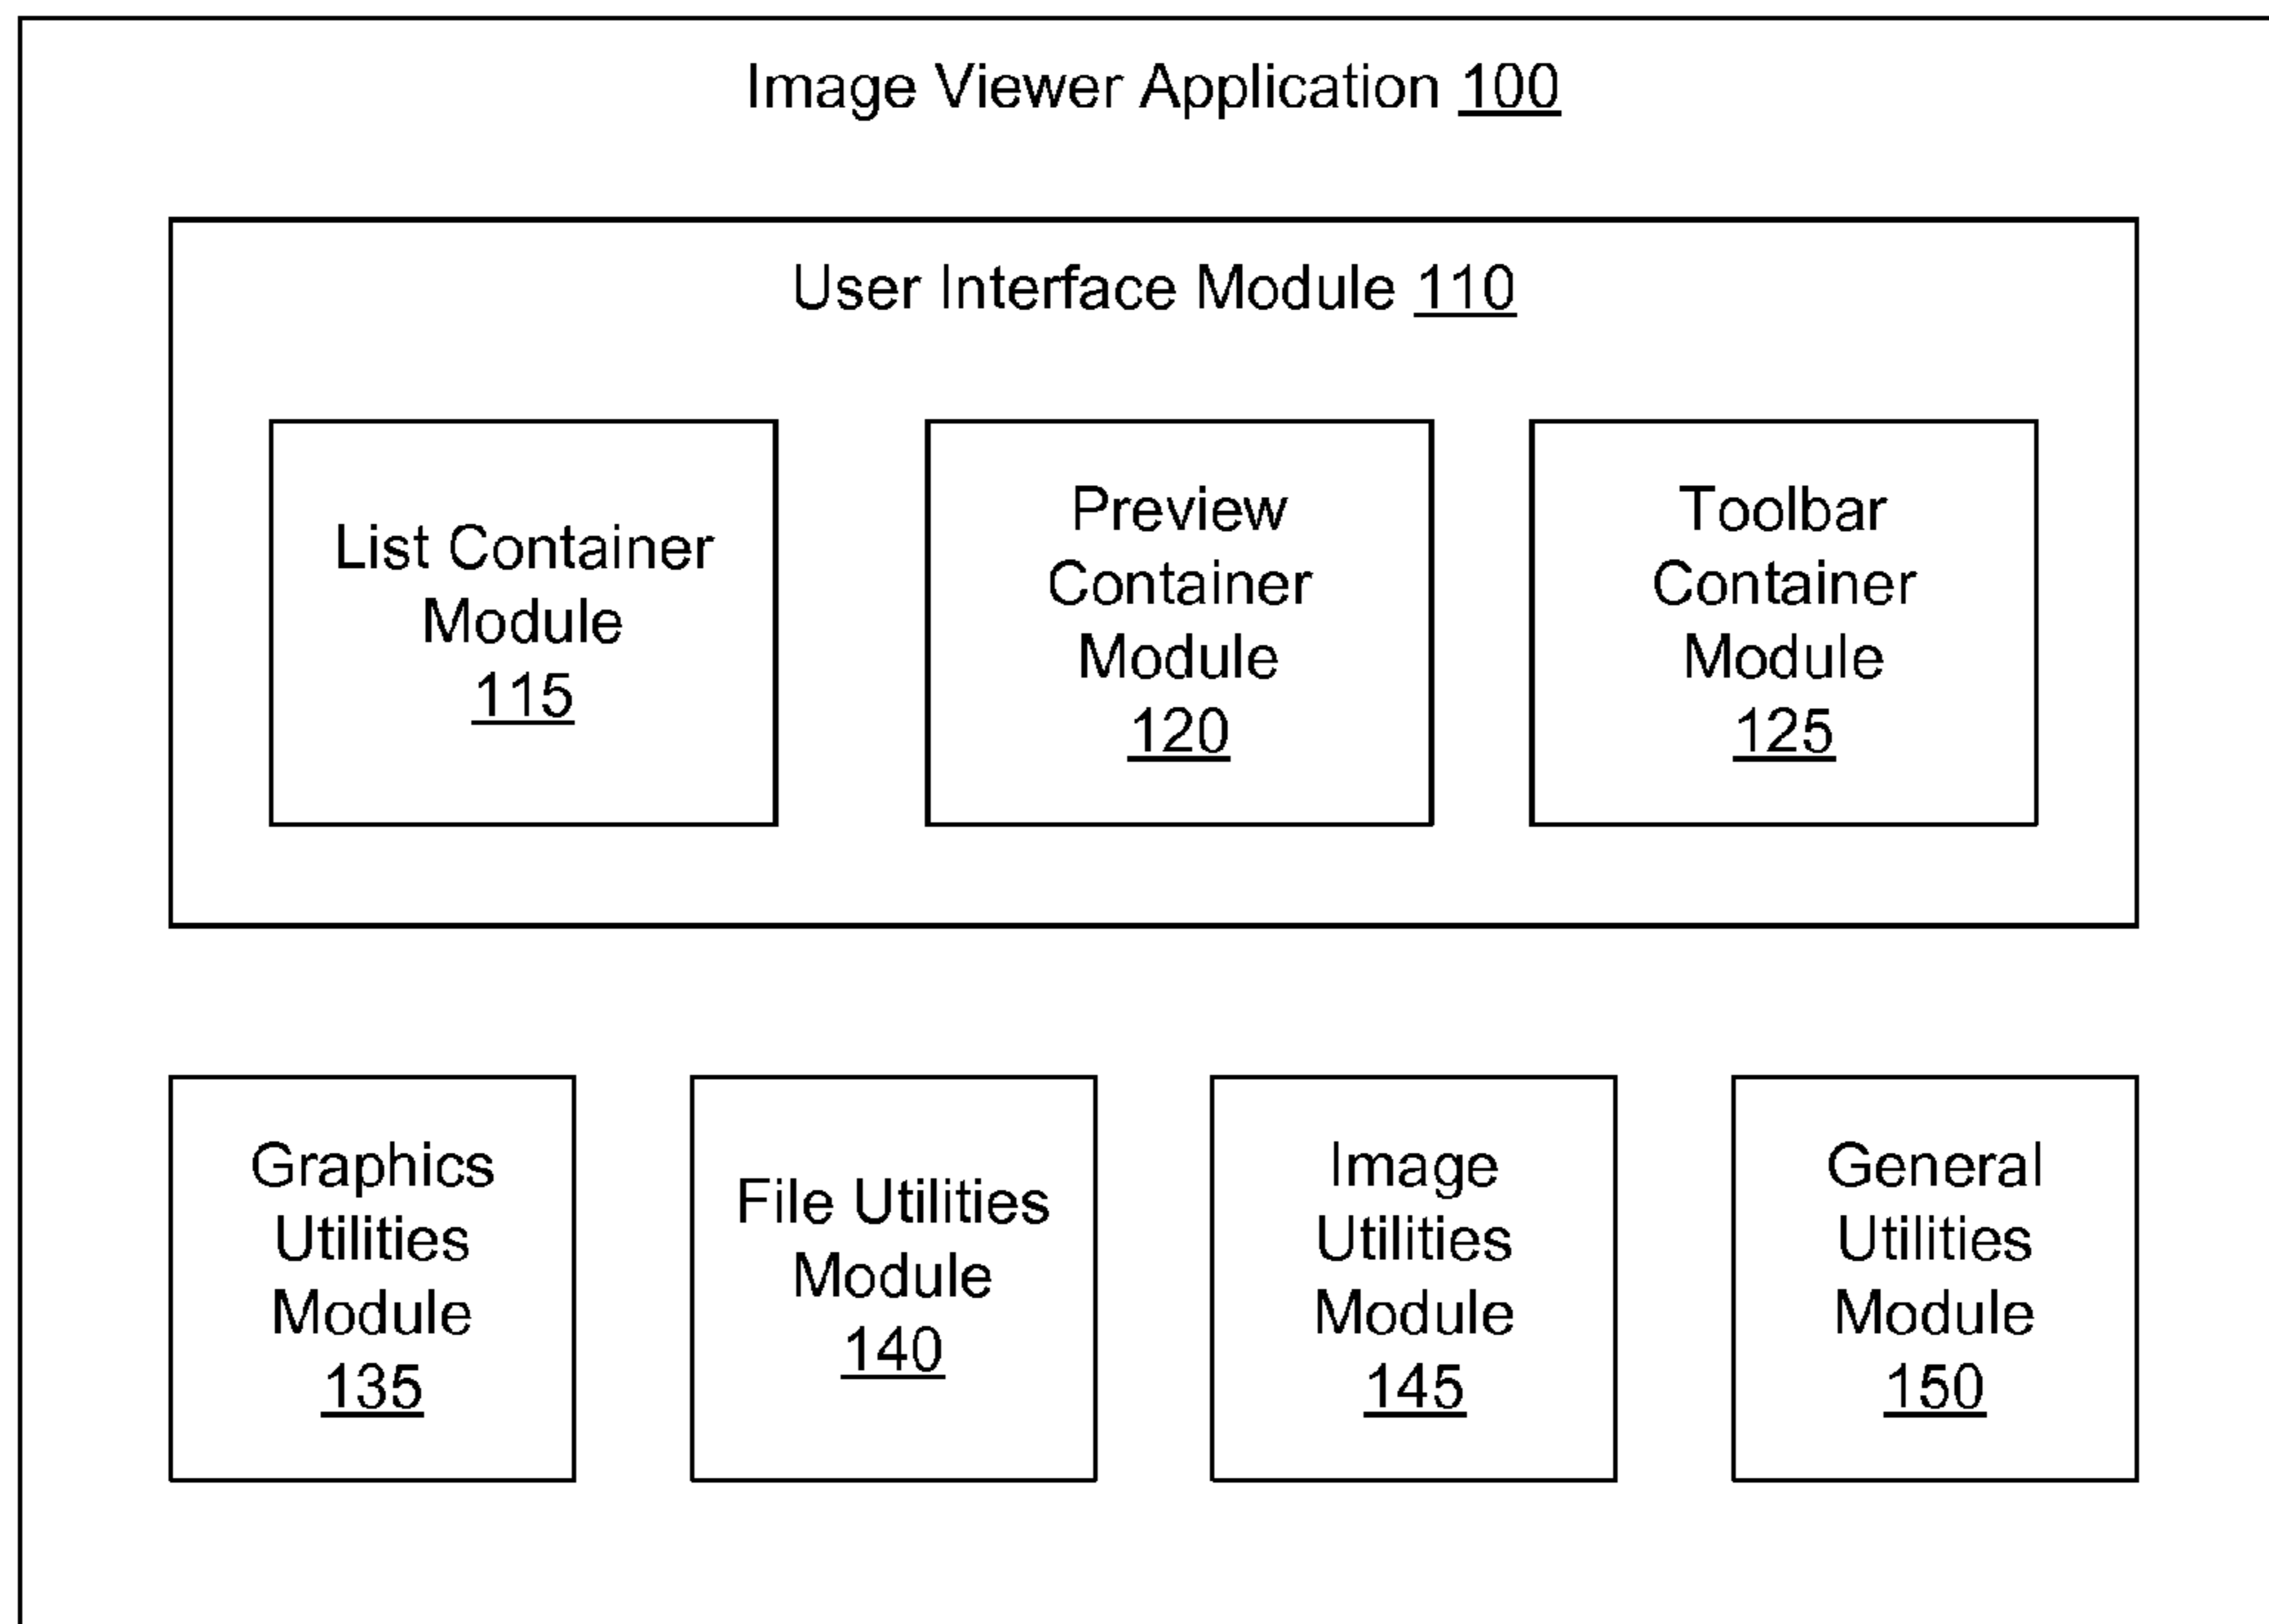 Image Viewer Application 100
User Interface Module 110
List Container
Module
115
Preview
Container
Module
120
Toolbar
Container
Module
125
Graphics
Utilities
Module
135
File Utilities
Module
140
Image
Utilities
Module
145
General
Utilities
Module
150